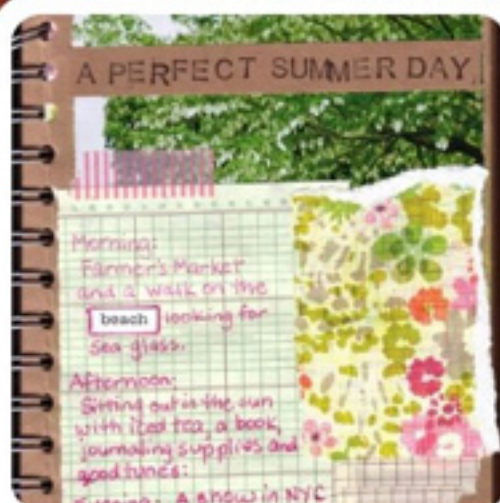 A PERFECT SUMMER DAY
Morning:
Farmer's Market
and a walk on the
beach looking for
sea glass.
Afternoon:
Sitting out in the sun
with iced tea, a book,
journaling supplies and
good tunes:
Evening: A show in NYC